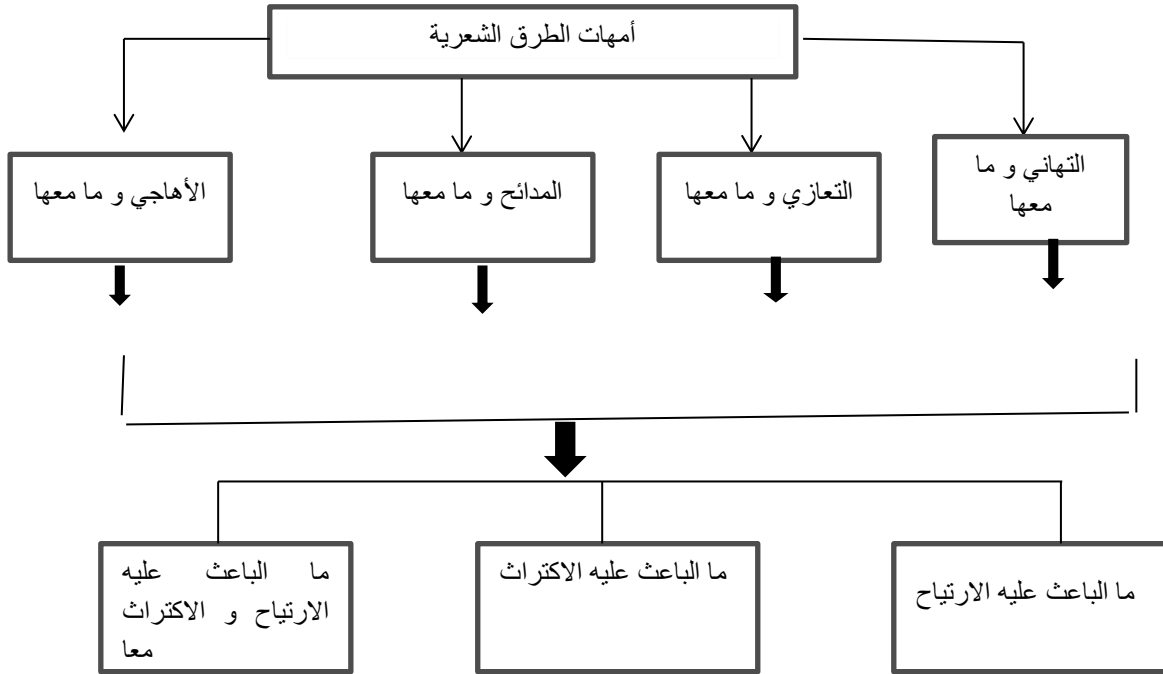 أمهات الطرق الشعرية
التهاني و ما
معها
التعازي و ما معها
المدائح و ما معها
الأهاجي و ما معها
ما الباعث عليه الارتياح
ما الباعث عليه الاكتراث
ما الباعث عليه
الارتياح و الاكتراث
معا